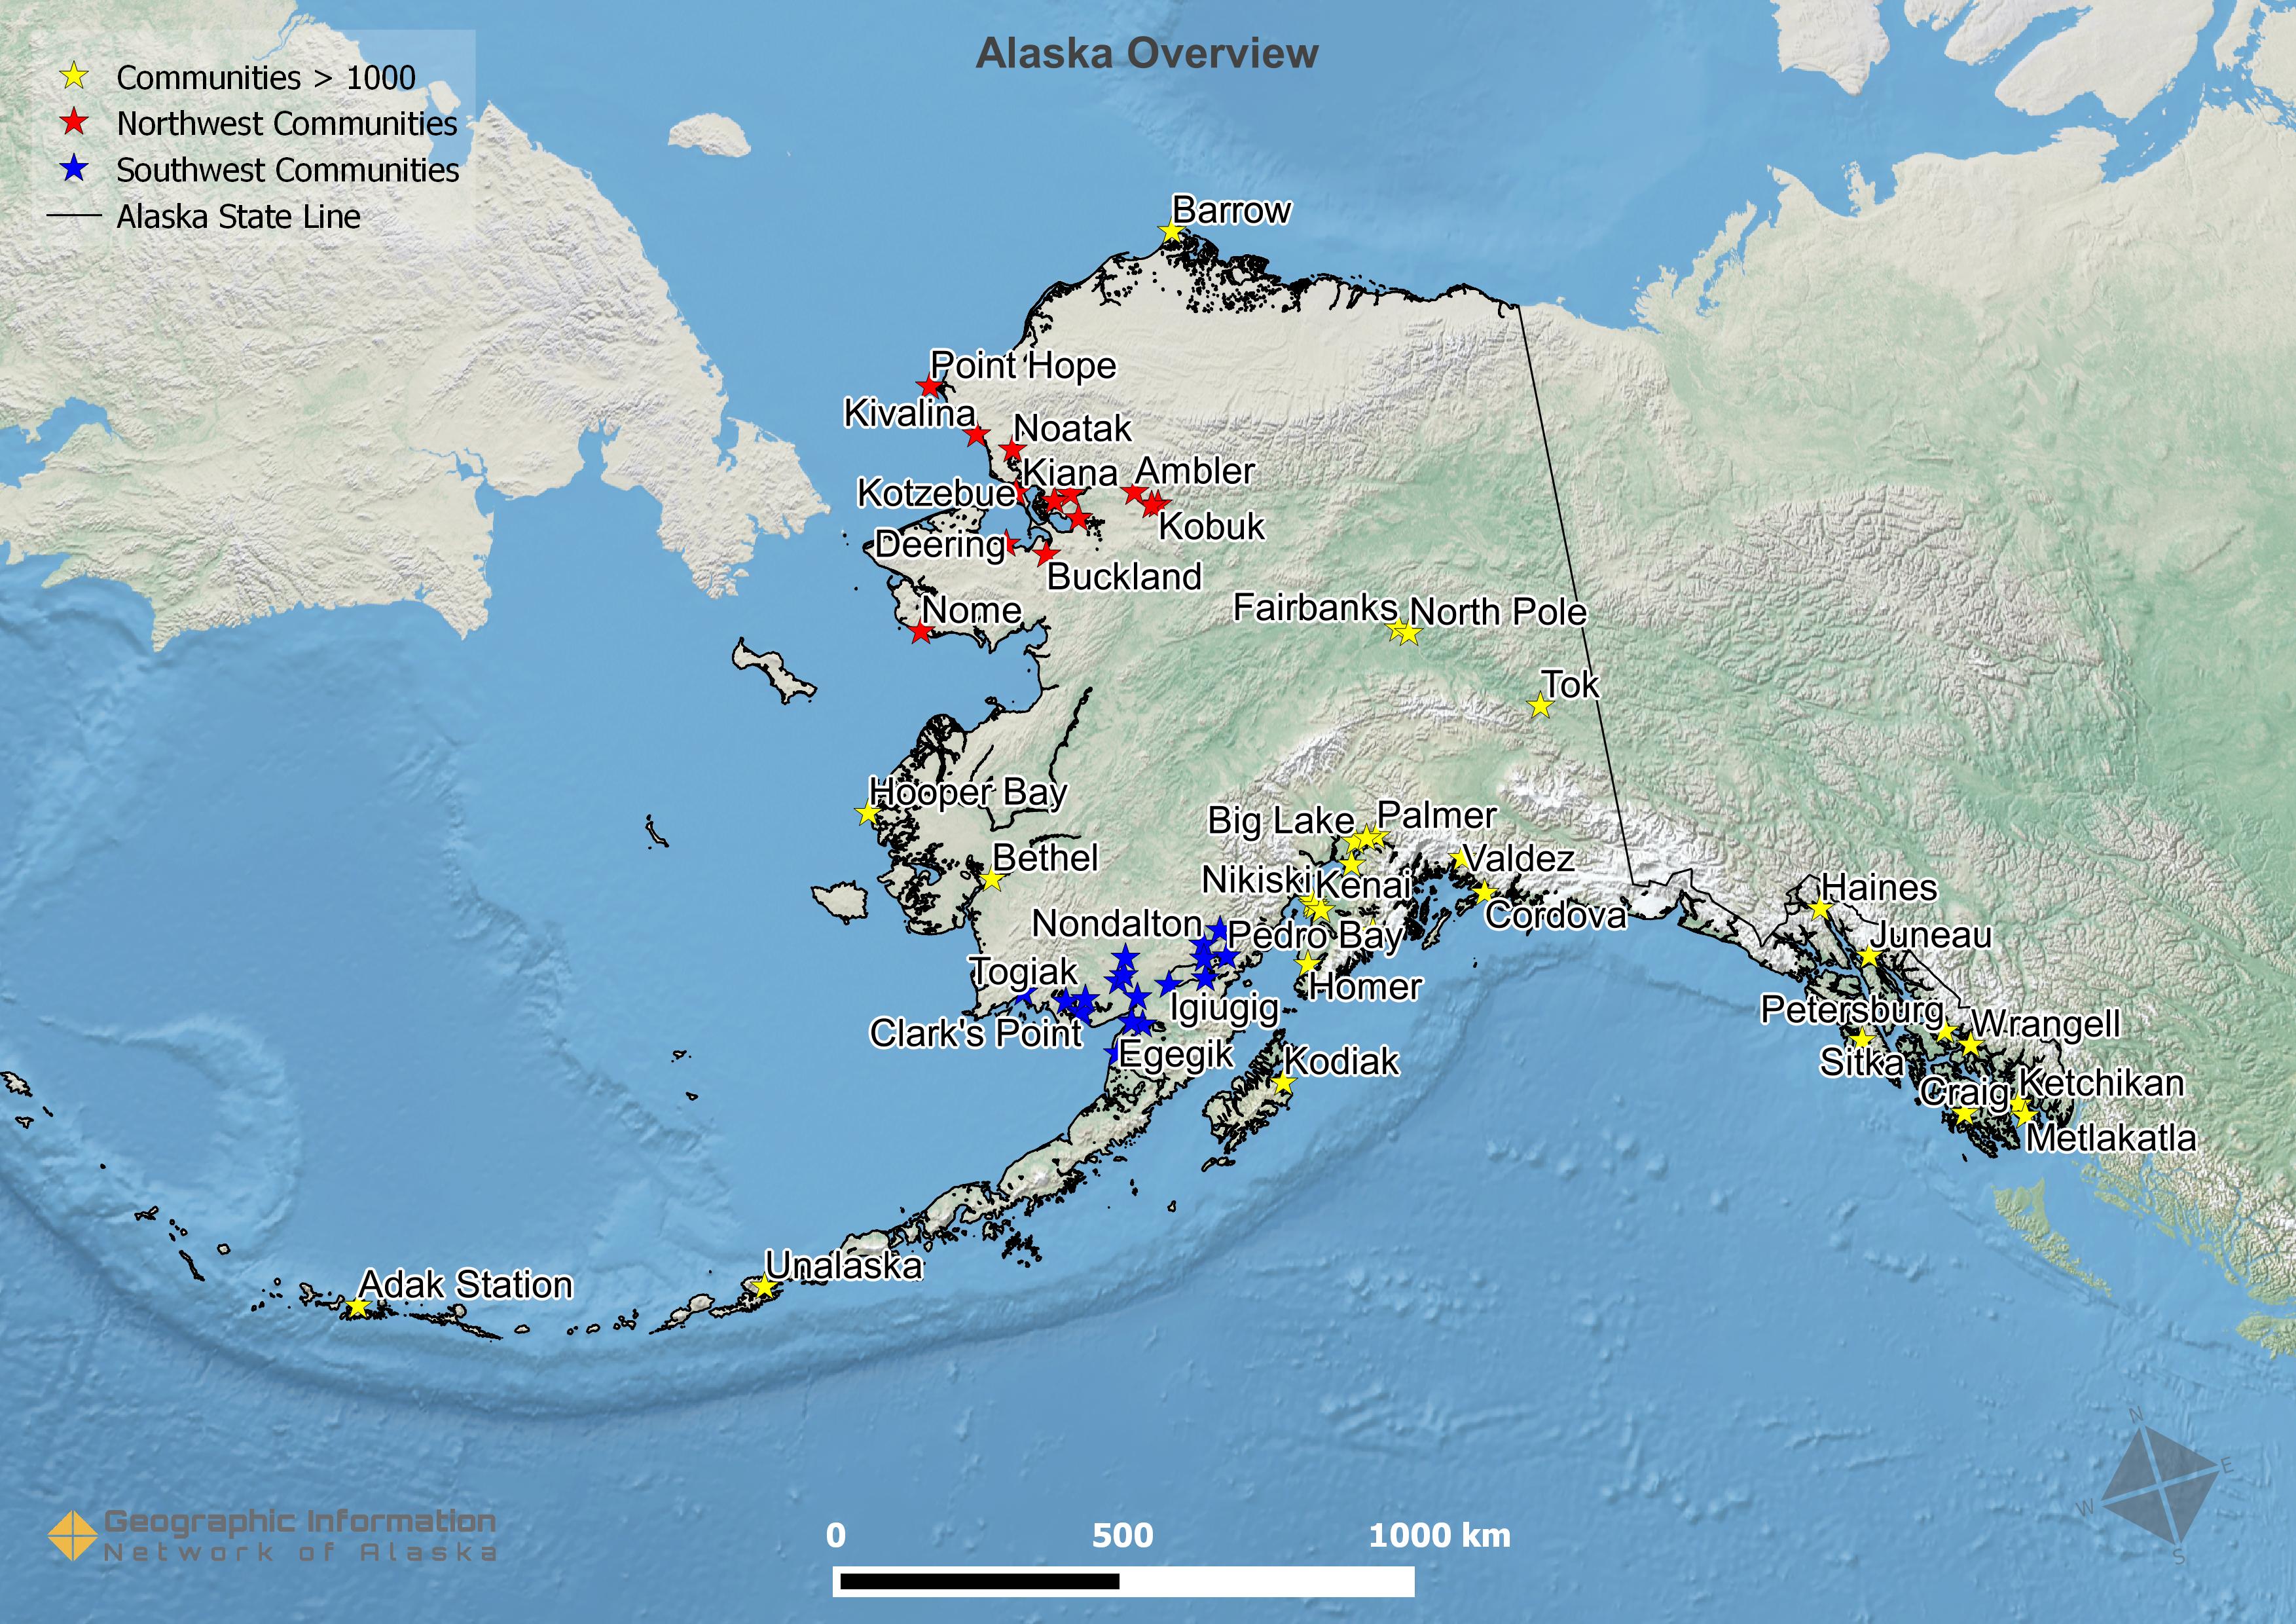 Alaska Overview
Communities > 1000
Northwest Communities
Southwest Communities
Alaska State Line
Barrow
Point Hope
Kivalina
Noatak
Kiana
Ambler
Kotzebue
Kobuk
Deering
Buckland
Nome
Fairbanks
North Pole
Tok
Hooper Bay
Big Lake
Palmer
Bethel
Valdez
Nikiski
Kenai
Haines
Cordova
Nondalton
Pedro Bay
Juneau
Togiak
Homer
Igiugig
Petersburg
Wrangell
Clark's Point
Egegik
Kodiak
Sitka
Craig
Ketchikan
Metlakatla
Unalaska
Adak Station
N
E
W
S
Geographic Information
Network of Alaska
0 500 1000 km